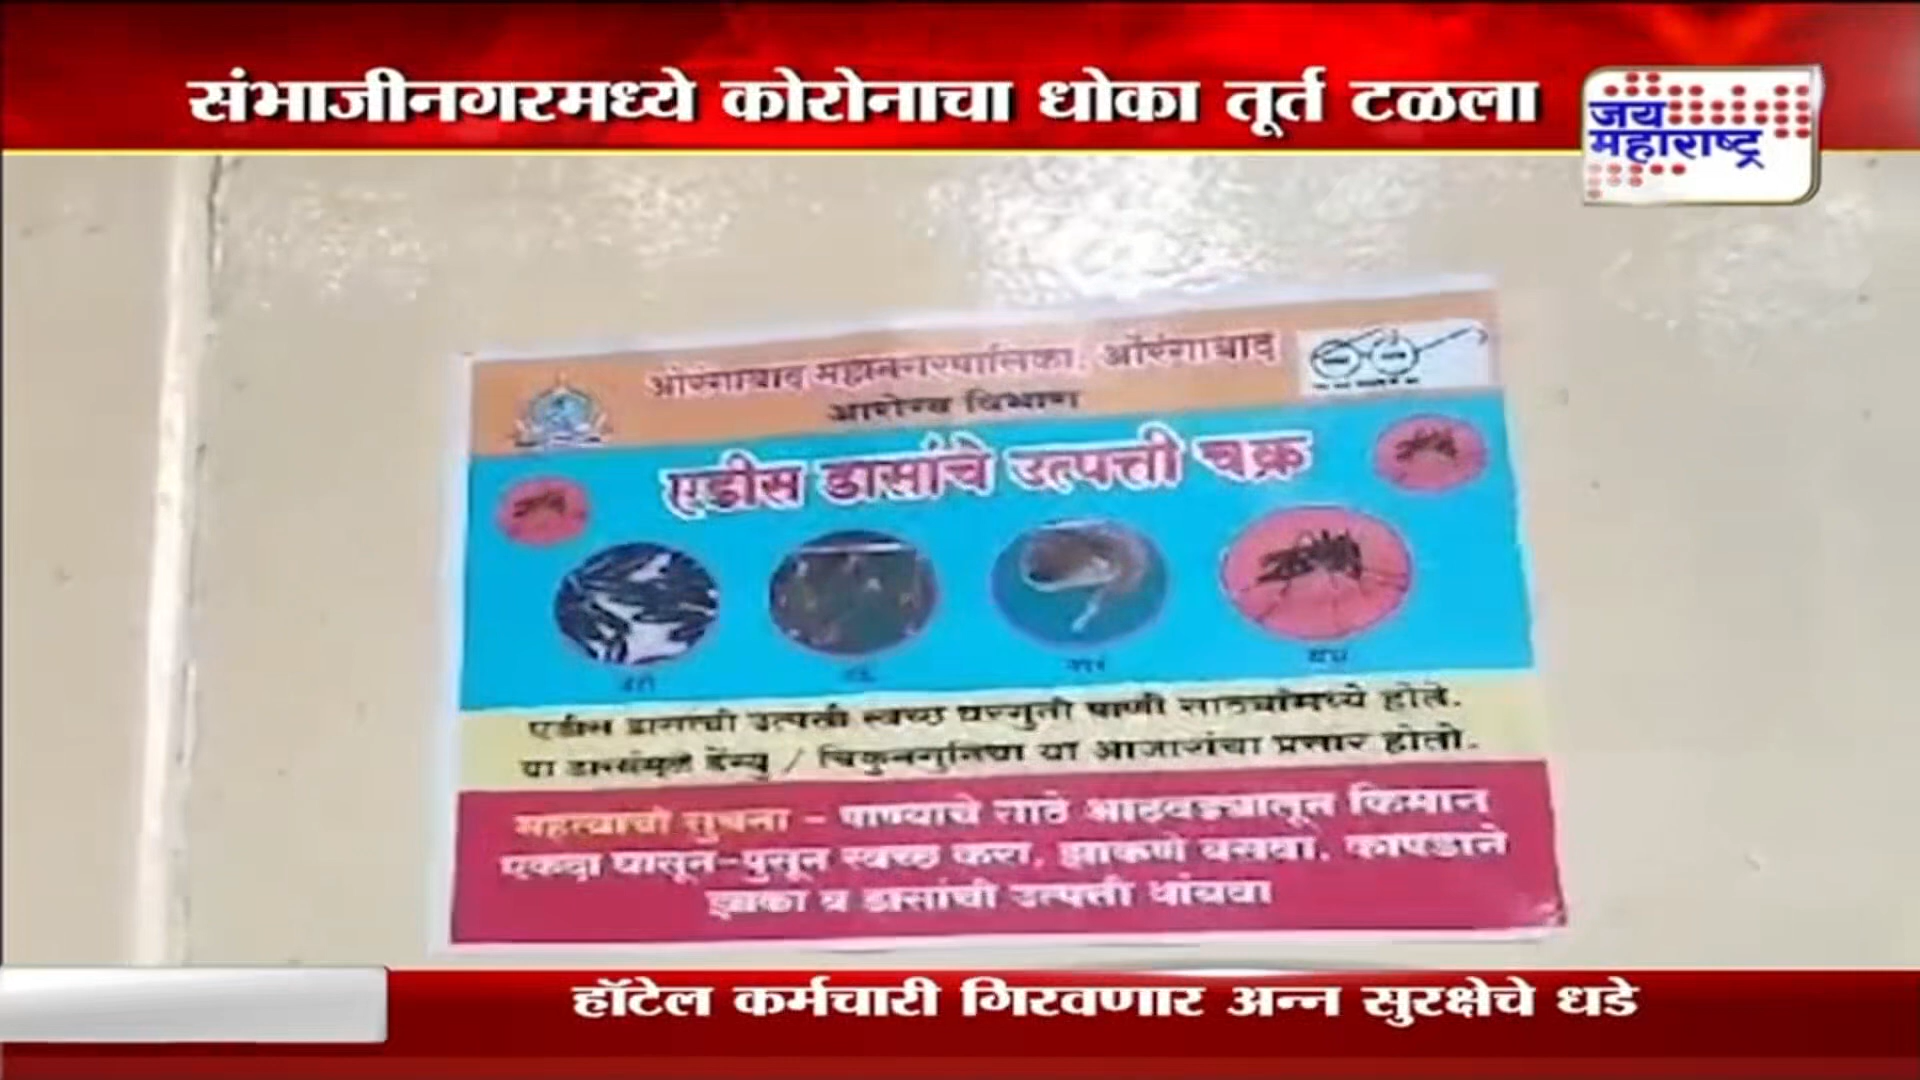 संभाजीनगरमध्ये कोरोनाचा धोका तूर्त टळला
जय
महाराष्ट्र
औरंगाबाद महानगरपालिका, औरंगाबाद
आरोग्य विभाग
एडीस डासांचे उत्पत्ती चक्र
एडीस डासांची उत्पत्ती स्वच्छ घरगुती पाणी साठ्यांमध्ये होते.
या डासांमुळे डेंग्यु / चिकुनगुनिया या आजारांचा प्रसार होतो.
महत्वाची सुचना - पाण्याचे साठे आठवड्यातून किमान
एकदा घासून-पुसून स्वच्छ करा, झाकणे बसवा, कापडाने
झाका व डासांची उत्पत्ती थांबवा
हॉटेल कर्मचारी गिरवणार अन्न सुरक्षेचे धडे